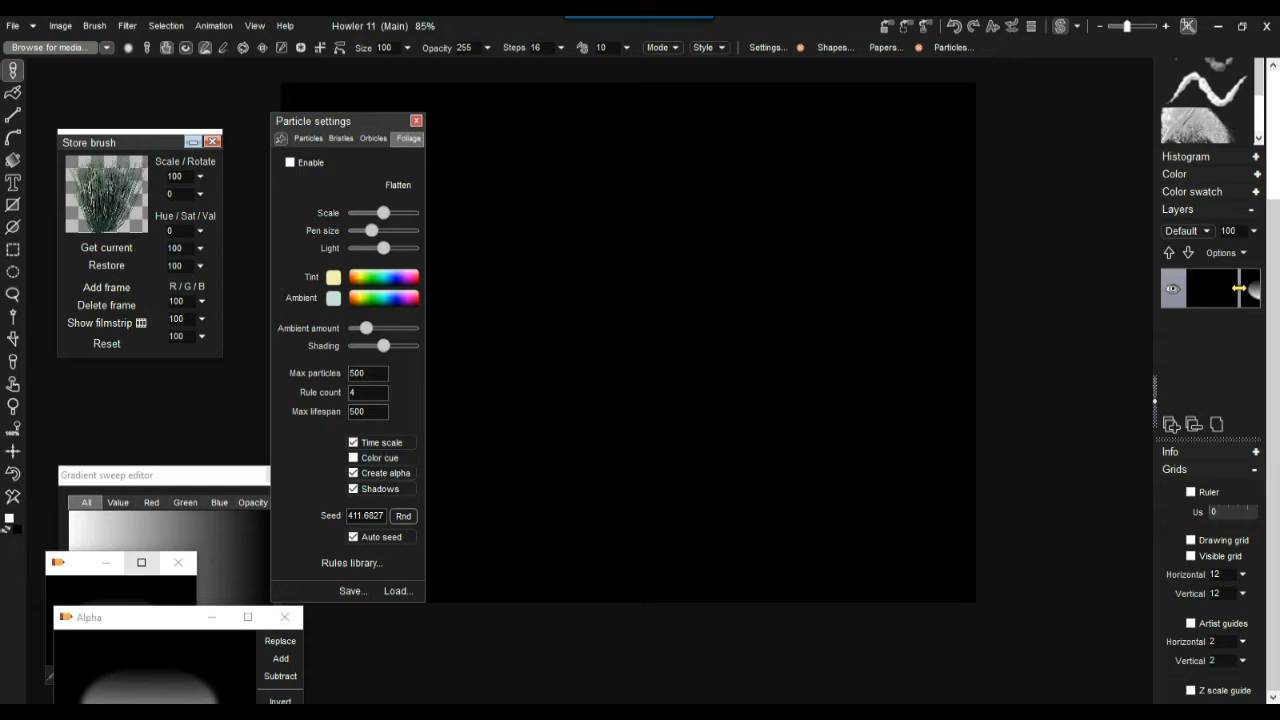 File Image Brush Filter Selection Animation View Help Howler 11 (Main) 85%
Browse for media... Size 100 Opacity 255 Steps 16 10 Mode Style Settings... Shapes... Papers... Particles...
Store brush
Scale / Rotate
100
0
Hue / Sat / Val
0
Get current 100
Restore 100
Add frame R / G / B
Delete frame 100
Show filmstrip 100
Reset 100
Gradient sweep editor
All Value Red Green Blue Opacity
Alpha
Replace
Add
Subtract
Invert
Particle settings
Particles Bristles Orbicles Foliage
Enable
Flatten
Scale
Pen size
Light
Tint
Ambient
Ambient amount
Shading
Max particles 500
Rule count 4
Max lifespan 500
Time scale
Color cue
Create alpha
Shadows
Seed 411.6827 Rnd
Auto seed
Rules library...
Save... Load...
Histogram
Color
Color swatch
Layers
Default 100
Options
Info
Grids
Ruler
Us 0
Drawing grid
Visible grid
Horizontal 12
Vertical 12
Artist guides
Horizontal 2
Vertical 2
Z scale guide